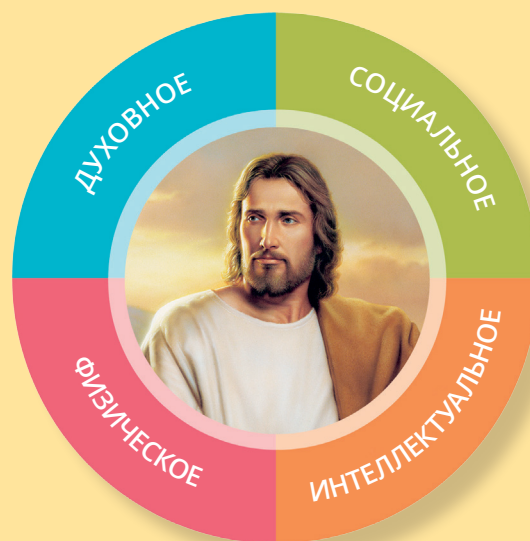 ДУХОВНОЕ
СОЦИАЛЬНОЕ
ФИЗИЧЕСКОЕ
ИНТЕЛЛЕКТУАЛЬНОЕ